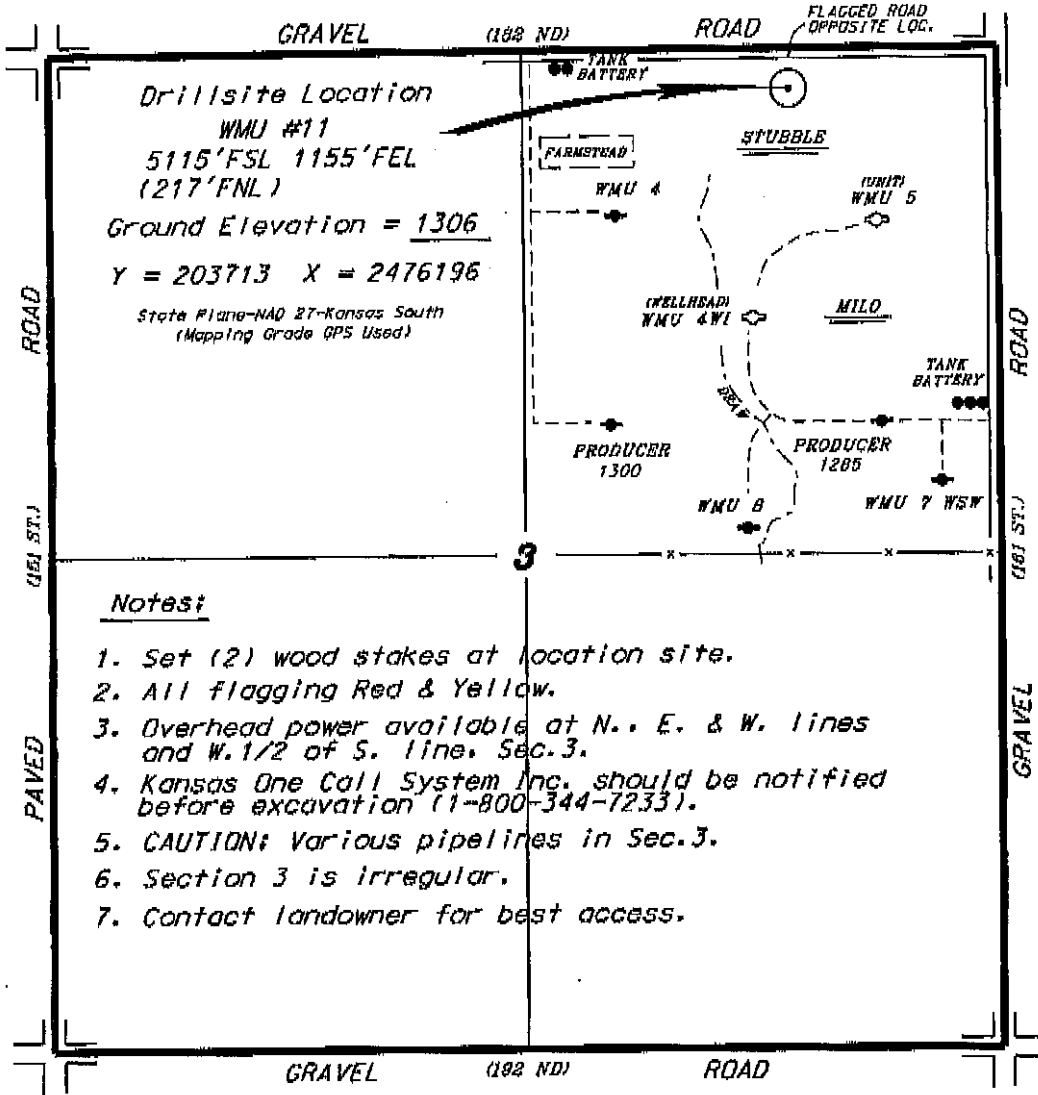 FLAGGED ROAD
OPPOSITE LOC.
GRAVEL (182 ND) ROAD
TANK
BATTERY
Drillsite Location
WMU #11
5115'FSL 1155'FEL
(217'FNL)
Ground Elevation = 1306
Y = 203713 X = 2476196
State Plane-NAD 27-Kansas South
(Mapping Grade GPS Used)
STUBBLE
FARMSTEAD
WMU 4
(UNIT)
WMU 5
(WELLHEAD)
WMU 4WI
MILO
TANK
BATTERY
DRAW
PRODUCER
1300
PRODUCER
1285
WMU 8
WMU 7 WSW
ROAD
(151 ST.)
PAVED
ROAD
(161 ST.)
GRAVEL
3
Notes:
1. Set (2) wood stakes at location site.
2. All flagging Red & Yellow.
3. Overhead power available at N., E. & W. lines
and W.1/2 of S. line, Sec.3.
4. Kansas One Call System Inc. should be notified
before excavation (1-800-344-7233).
5. CAUTION: Various pipelines in Sec.3.
6. Section 3 is irregular.
7. Contact landowner for best access.
GRAVEL (192 ND) ROAD